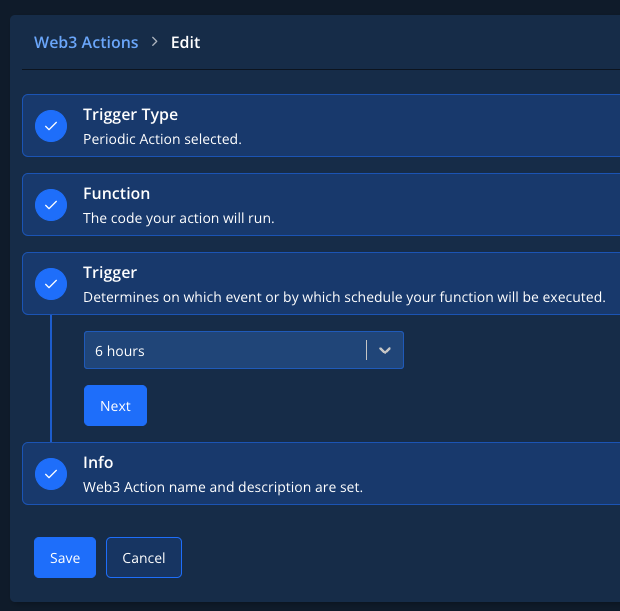 Web3 Actions > Edit
Trigger Type
Periodic Action selected.
Function
The code your action will run.
Trigger
Determines on which event or by which schedule your function will be executed.
6 hours
Next
Info
Web3 Action name and description are set.
Save Cancel